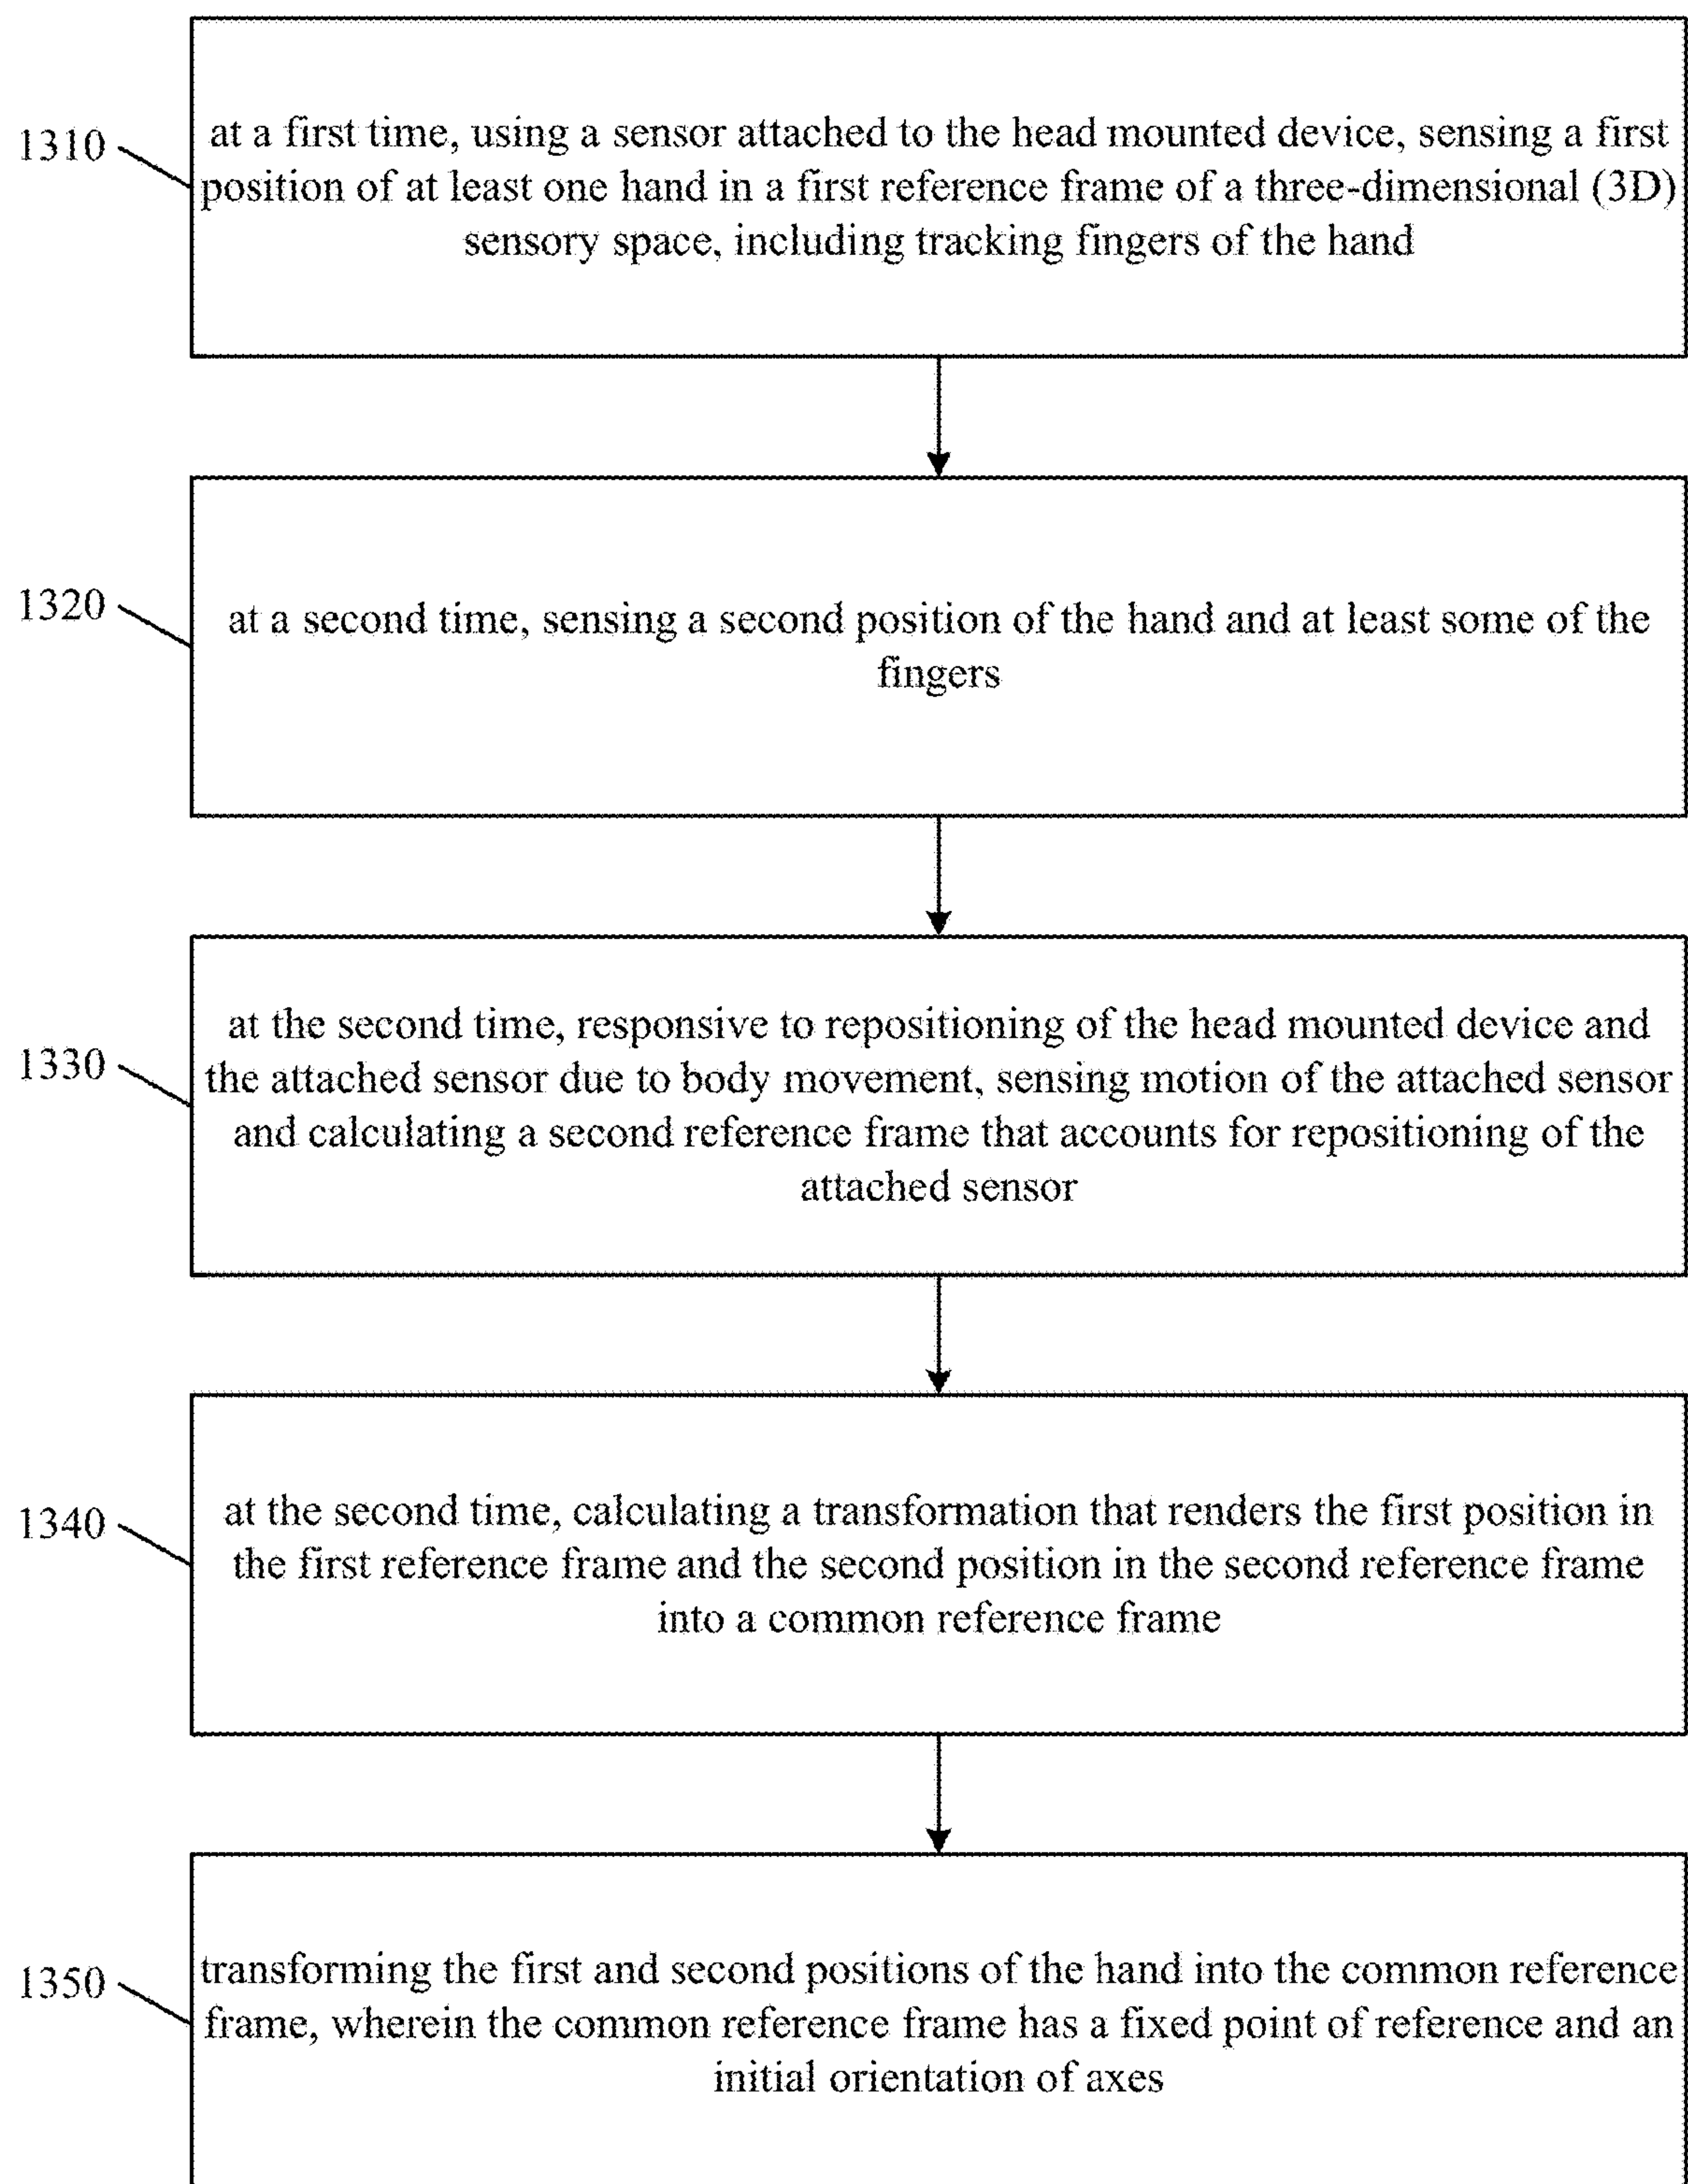 1310
at a first time, using a sensor attached to the head mounted device, sensing a first
position of at least one hand in a first reference frame of a three-dimensional (3D)
sensory space, including tracking fingers of the hand
1320
at a second time, sensing a second position of the hand and at least some of the
fingers
1330
at the second time, responsive to repositioning of the head mounted device and
the attached sensor due to body movement, sensing motion of the attached sensor
and calculating a second reference frame that accounts for repositioning of the
attached sensor
1340
at the second time, calculating a transformation that renders the first position in
the first reference frame and the second position in the second reference frame
into a common reference frame
1350
transforming the first and second positions of the hand into the common reference
frame, wherein the common reference frame has a fixed point of reference and an
initial orientation of axes